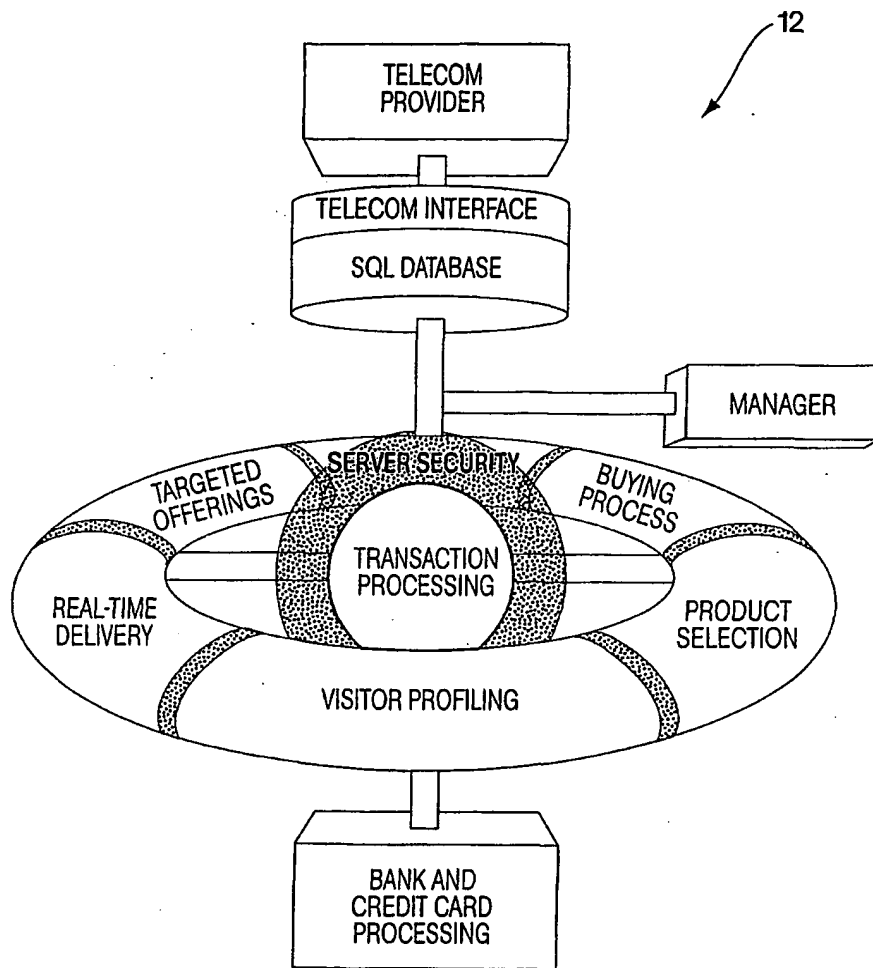 12
TELECOM
PROVIDER
TELECOM INTERFACE
SQL DATABASE
MANAGER
SERVER SECURITY
TARGETED
OFFERINGS
BUYING
PROCESS
TRANSACTION
PROCESSING
REAL-TIME
DELIVERY
PRODUCT
SELECTION
VISITOR PROFILING
BANK AND
CREDIT CARD
PROCESSING